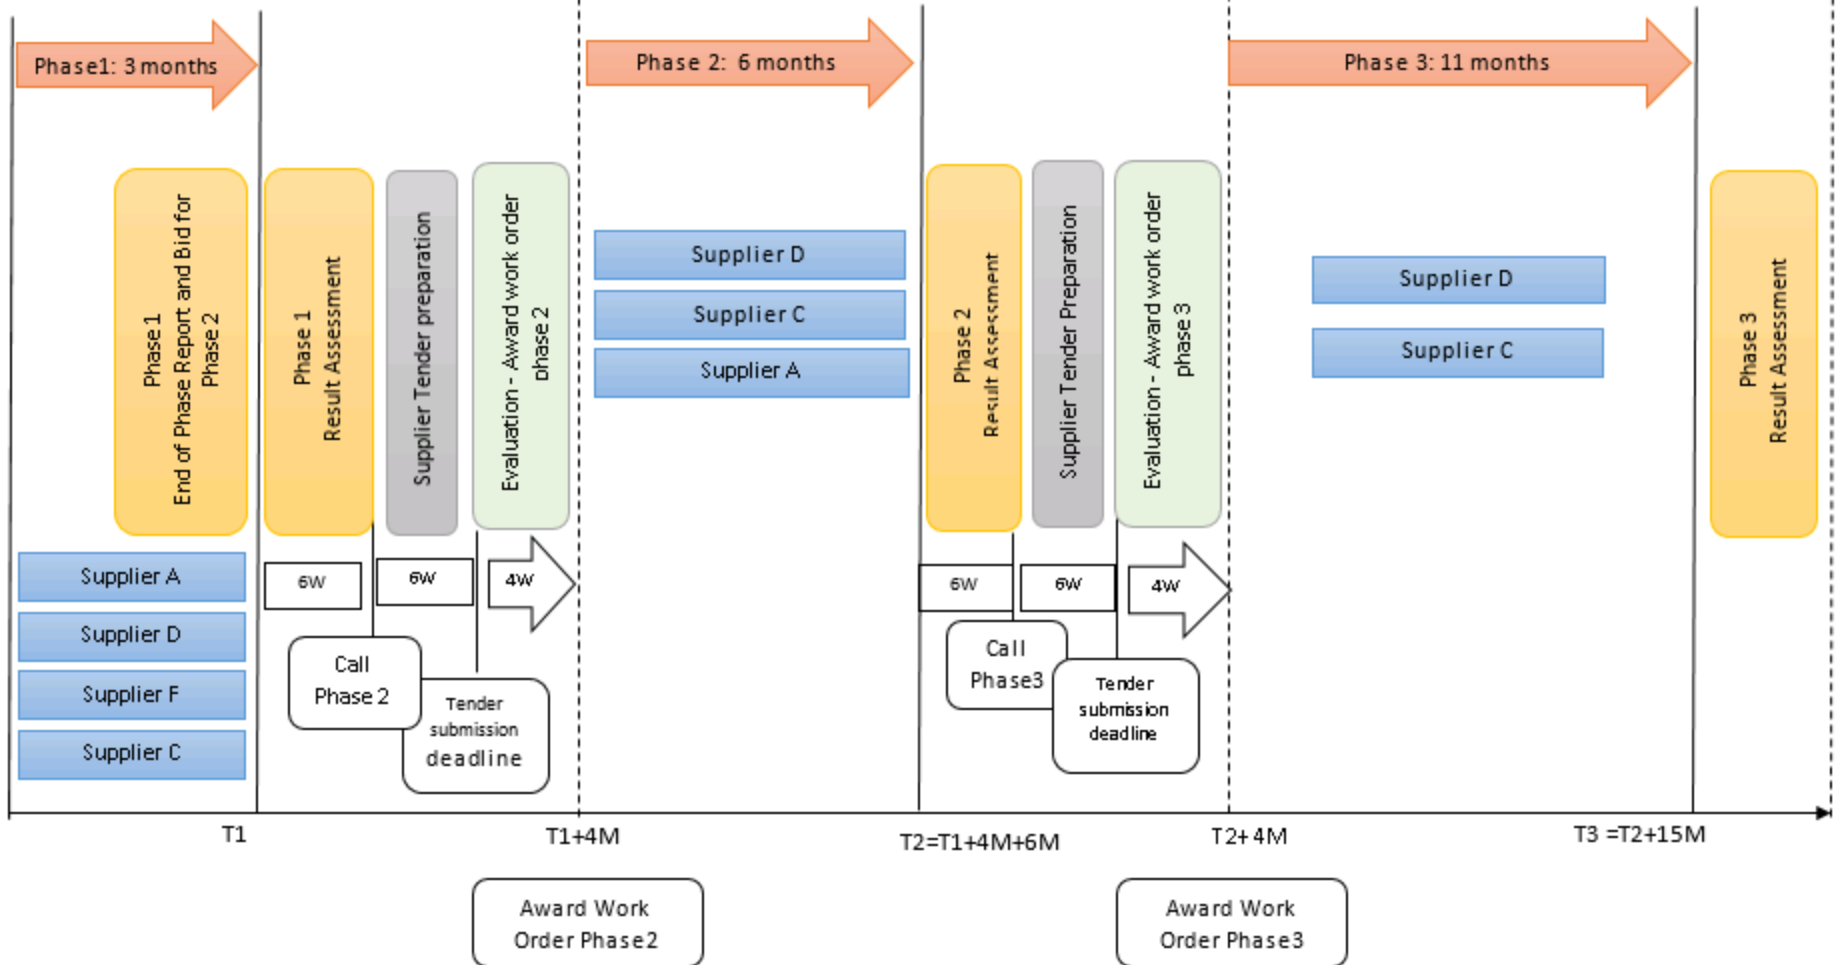 Phase1: 3 months
Phase 2: 6 months
Phase 3: 11 months
Phase 1
End of Phase Report and Bid for
Phase 2
Phase 1
Result Assessment
Supplier Tender preparation
Evaluation - Award work order
phase 2
Supplier D
Supplier C
Supplier A
Phase 2
Result Assessment
Supplier Tender Preparation
Evaluation - Award work order
phase 3
Supplier D
Supplier C
Phase 3
Result Assessment
Supplier A
Supplier D
Supplier F
Supplier C
6W
6W
4W
Call
Phase 2
Tender
submission
deadline
6W
6W
4W
Call
Phase3
Tender
submission
deadline
T1
T1+4M
T2=T1+4M+6M
T2+4M
T3 =T2+15M
Award Work
Order Phase2
Award Work
Order Phase3